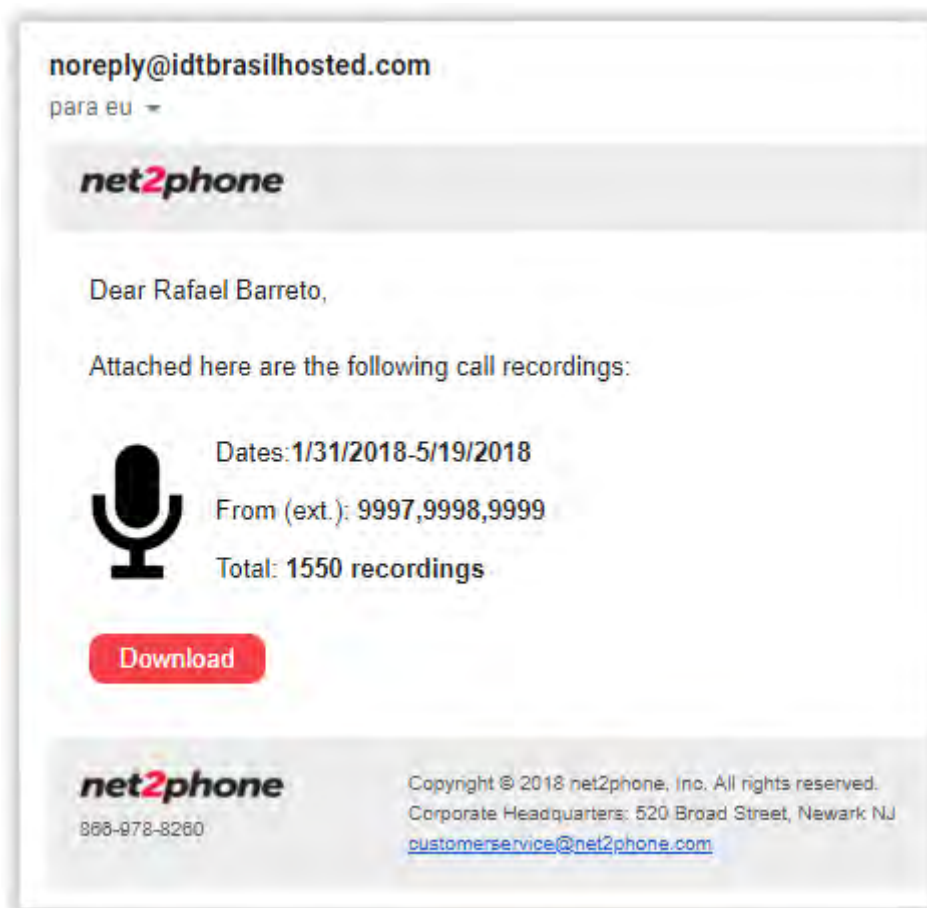 noreply@idtbrasilhosted.com
para eu
net2phone
Dear Rafael Barreto,
Attached here are the following call recordings:
Dates:1/31/2018-5/19/2018
From (ext.): 9997,9998,9999
Total: 1550 recordings
Download
net2phone
866-978-8260
Copyright © 2018 net2phone, Inc. All rights reserved.
Corporate Headquarters: 520 Broad Street, Newark NJ
customerservice@net2phone.com